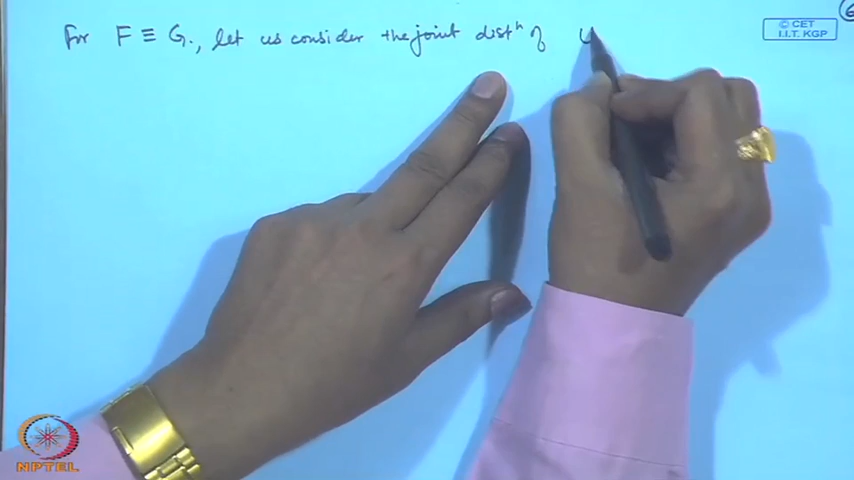 For F ≡ G., let us consider the joint distⁿ of U
© CET
I.I.T. KGP
NPTEL